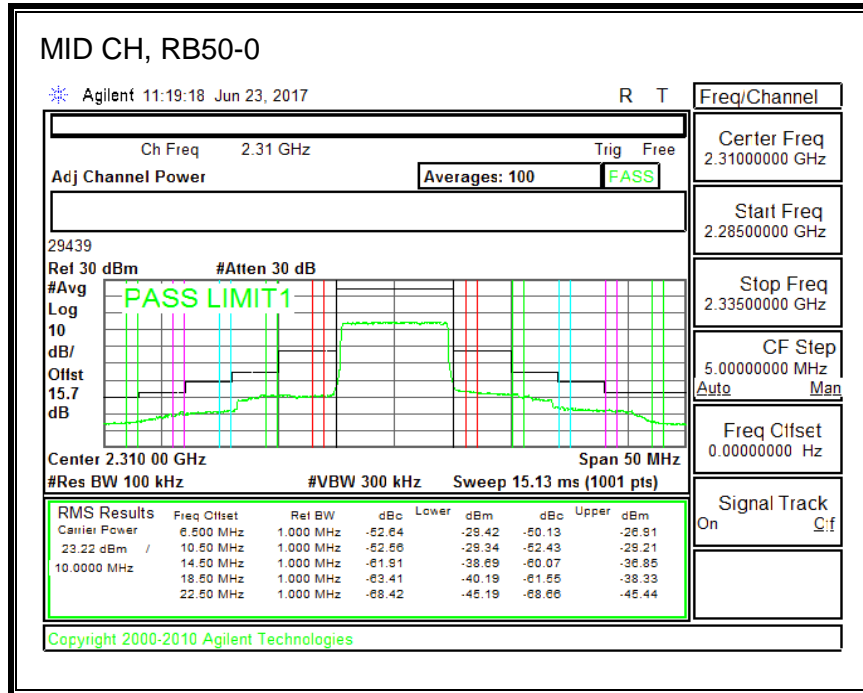 MID CH, RB50-0
Agilent 11:19:18 Jun 23, 2017 R T
Freq/Channel
Ch Freq 2.31 GHz Trig Free
Adj Channel Power Averages: 100 PASS
Center Freq
2.31000000 GHz
Start Freq
2.28500000 GHz
Stop Freq
2.33500000 GHz
CF Step
5.00000000 MHz
Auto Man
Freq Offset
0.00000000 Hz
Signal Track
On Off
29439
Ref 30 dBm #Atten 30 dB
#Avg
Log
10
dB/
Offst
15.7
dB
PASS LIMIT1
Center 2.310 00 GHz Span 50 MHz
#Res BW 100 kHz #VBW 300 kHz Sweep 15.13 ms (1001 pts)
RMS Results Freq Offset Ref BW dBc Lower dBm dBc Upper dBm
Carrier Power 6.500 MHz 1.000 MHz -52.64 -29.42 -50.13 -26.91
23.22 dBm / 10.50 MHz 1.000 MHz -52.56 -29.34 -52.43 -29.21
10.0000 MHz 14.50 MHz 1.000 MHz -61.91 -38.69 -60.07 -36.85
18.50 MHz 1.000 MHz -63.41 -40.19 -61.55 -38.33
22.50 MHz 1.000 MHz -68.42 -45.19 -68.66 -45.44
Copyright 2000-2010 Agilent Technologies